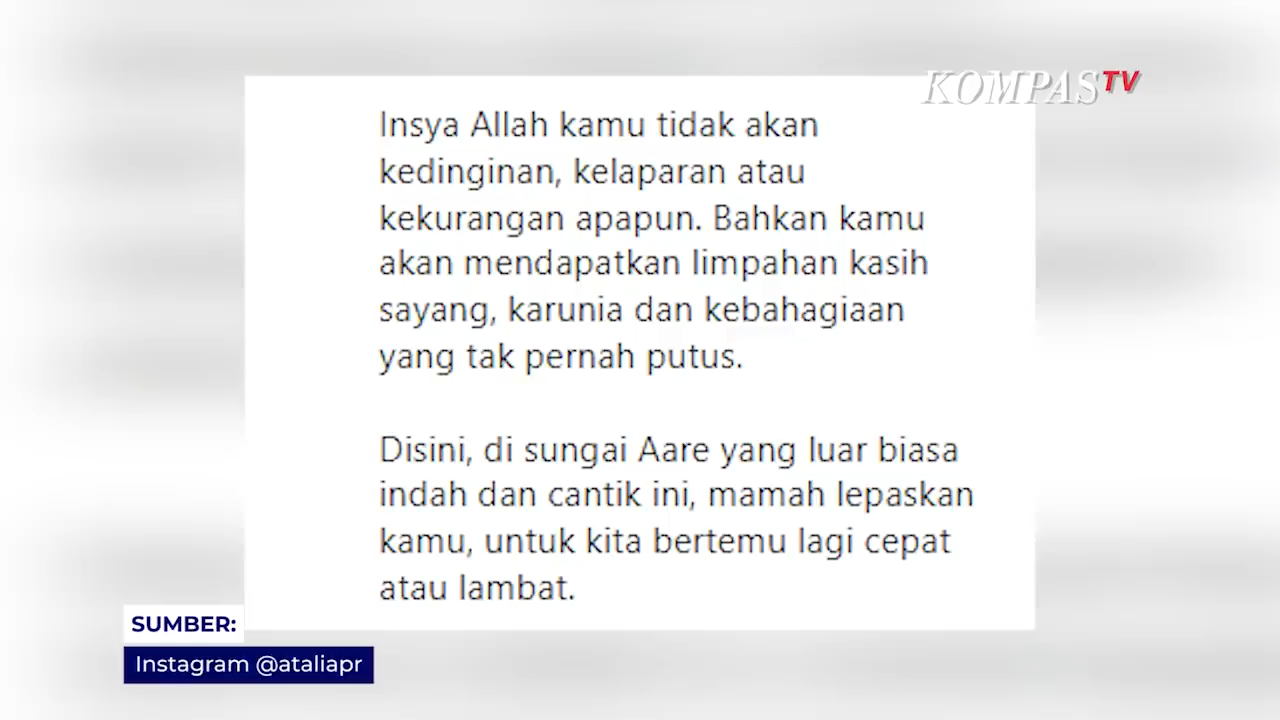 KOMPASTV
Insya Allah kamu tidak akan
kedinginan, kelaparan atau
kekurangan apapun. Bahkan kamu
akan mendapatkan limpahan kasih
sayang, karunia dan kebahagiaan
yang tak pernah putus.
Disini, di sungai Aare yang luar biasa
indah dan cantik ini, mamah lepaskan
kamu, untuk kita bertemu lagi cepat
atau lambat.
SUMBER:
Instagram @ataliapr